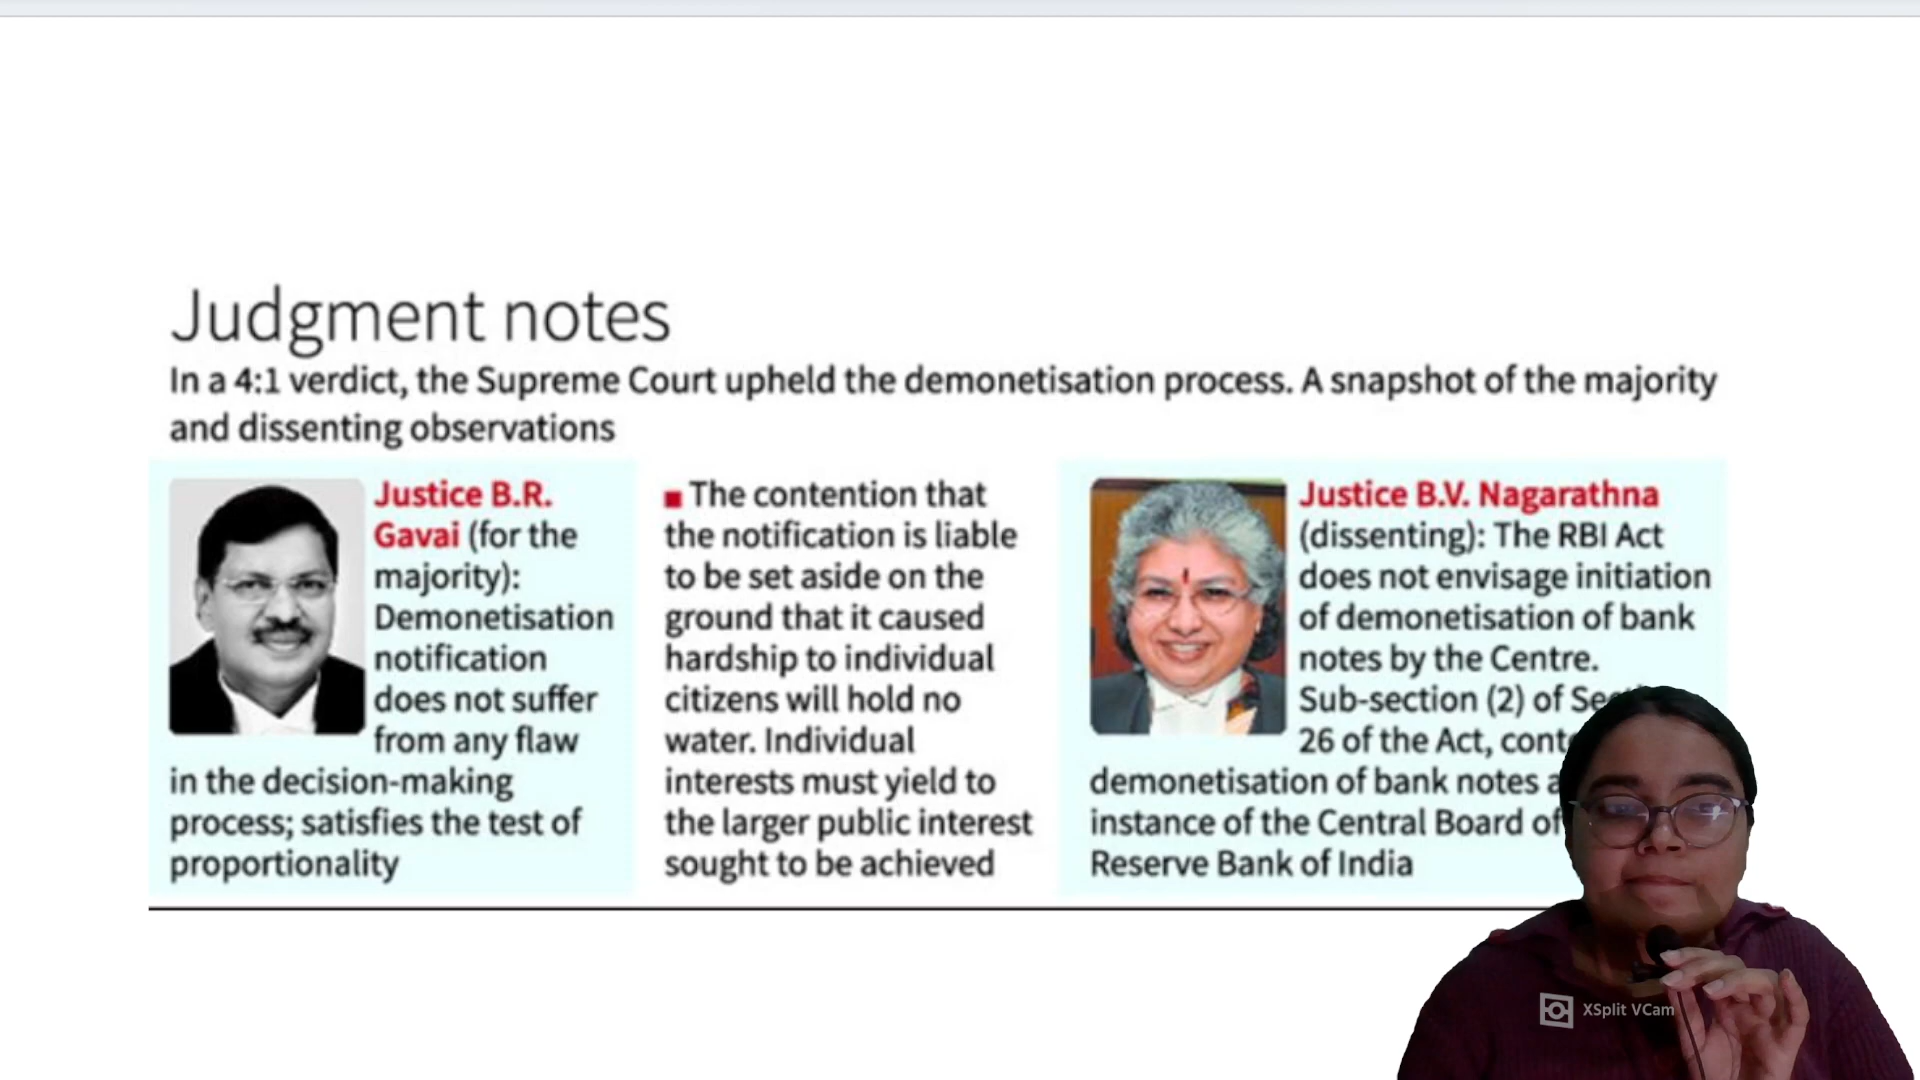 Judgment notes
In a 4:1 verdict, the Supreme Court upheld the demonetisation process. A snapshot of the majority
and dissenting observations
Justice B.R.
Gavai (for the
majority):
Demonetisation
notification
does not suffer
from any flaw
in the decision-making
process; satisfies the test of
proportionality
■ The contention that
the notification is liable
to be set aside on the
ground that it caused
hardship to individual
citizens will hold no
water. Individual
interests must yield to
the larger public interest
sought to be achieved
Justice B.V. Nagarathna
(dissenting): The RBI Act
does not envisage initiation
of demonetisation of bank
notes by the Centre.
Sub-section (2) of
26 of the Act,
demonetisation of bank notes
instance of the Central Board of
Reserve Bank of India
XSplit VCam